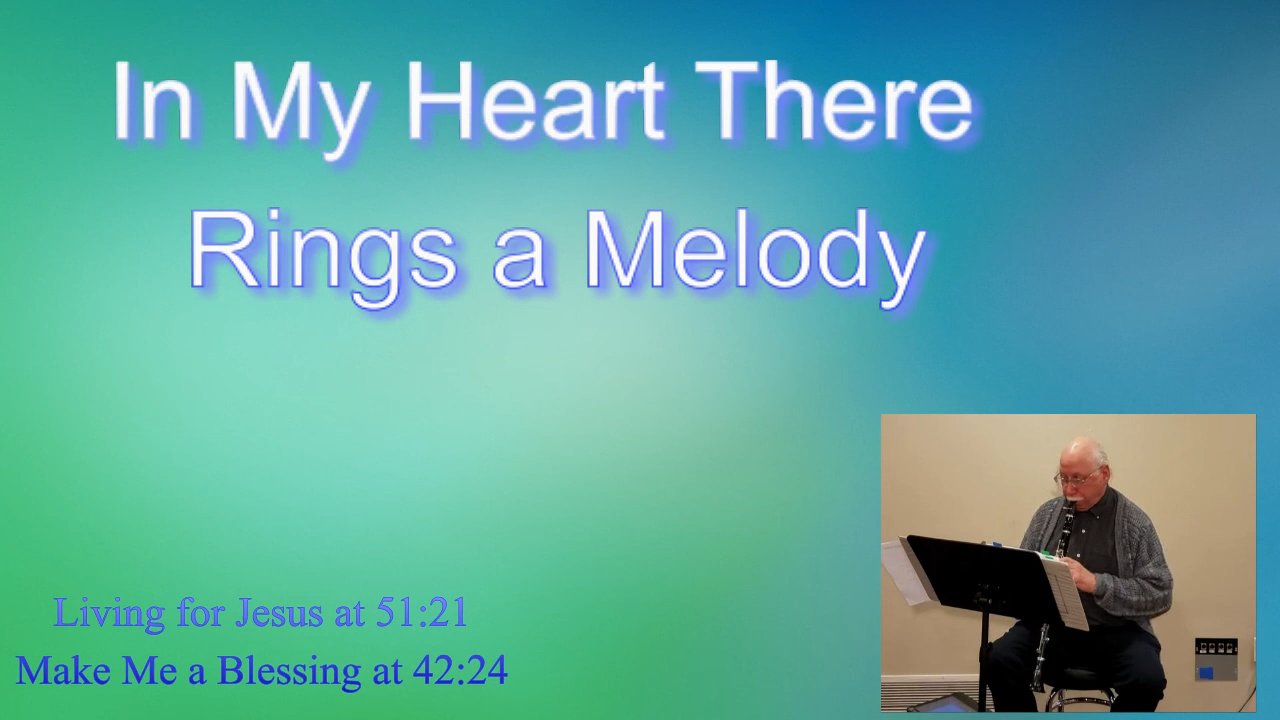 In My Heart There
Rings a Melody
Living for Jesus at 51:21
Make Me a Blessing at 42:24